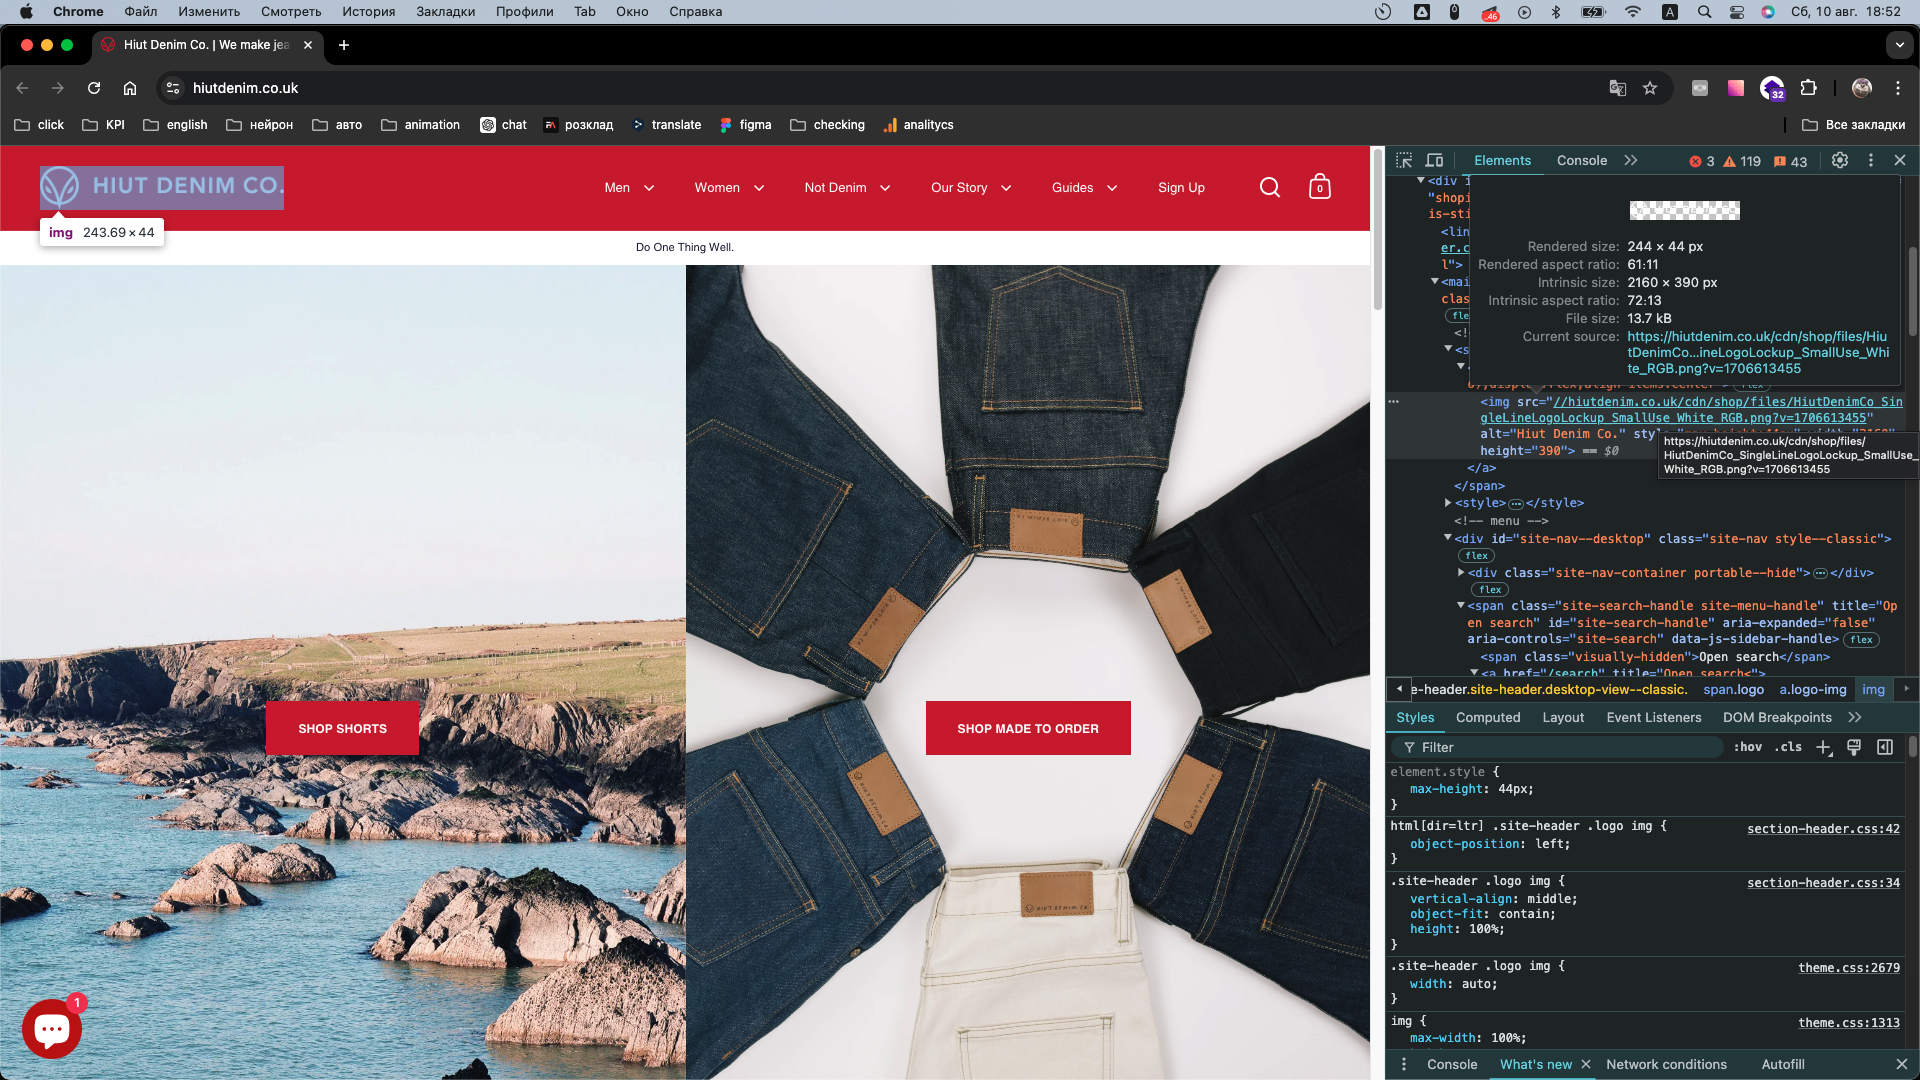 Chrome Файл Изменить Смотреть История Закладки Профили Tab Окно Справка
.46 A Сб, 10 авг. 18:52
Hiut Denim Co. | We make jea
hiutdenim.co.uk
32
click KPI english нейрон авто animation chat розклад translate figma checking analitycs Все закладки
HIUT DENIM CO.
Men Women Not Denim Our Story Guides Sign Up 0
img 243.69 × 44
Do One Thing Well.
SHOP SHORTS
SHOP MADE TO ORDER
1
Elements Console 3 119 43
<div i
"shopi
is-sti
<lin
er.c
l">
<mai
clas
fle
<!
<s
Rendered size: 244 × 44 px
Rendered aspect ratio: 61:11
Intrinsic size: 2160 × 390 px
Intrinsic aspect ratio: 72:13
File size: 13.7 kB
Current source: https://hiutdenim.co.uk/cdn/shop/files/Hiu
tDenimCo...ineLogoLockup_SmallUse_Whi
te_RGB.png?v=1706613455
<img src="//hiutdenim.co.uk/cdn/shop/files/HiutDenimCo_Sin
gleLineLogoLockup_SmallUse_White_RGB.png?v=1706613455"
alt="Hiut Denim Co."
height="390"> == $0
https://hiutdenim.co.uk/cdn/shop/files/
HiutDenimCo_SingleLineLogoLockup_SmallUse_
White_RGB.png?v=1706613455
</a>
</span>
<style>…</style>
<!-- menu -->
<div id="site-nav--desktop" class="site-nav style--classic">
flex
<div class="site-nav-container portable--hide">…</div>
flex
<span class="site-search-handle site-menu-handle" title="Op
en search" id="site-search-handle" aria-expanded="false"
aria-controls="site-search" data-js-sidebar-handle> flex
<span class="visually-hidden">Open search</span>
<a href="/search" title="Open search<">
e-header.site-header.desktop-view--classic. span.logo a.logo-img img
Styles Computed Layout Event Listeners DOM Breakpoints
Filter :hov .cls
element.style {
max-height: 44px;
}
html[dir=ltr] .site-header .logo img { section-header.css:42
object-position: left;
}
.site-header .logo img { section-header.css:34
vertical-align: middle;
object-fit: contain;
height: 100%;
}
.site-header .logo img { theme.css:2679
width: auto;
}
img { theme.css:1313
max-width: 100%;
Console What's new Network conditions Autofill